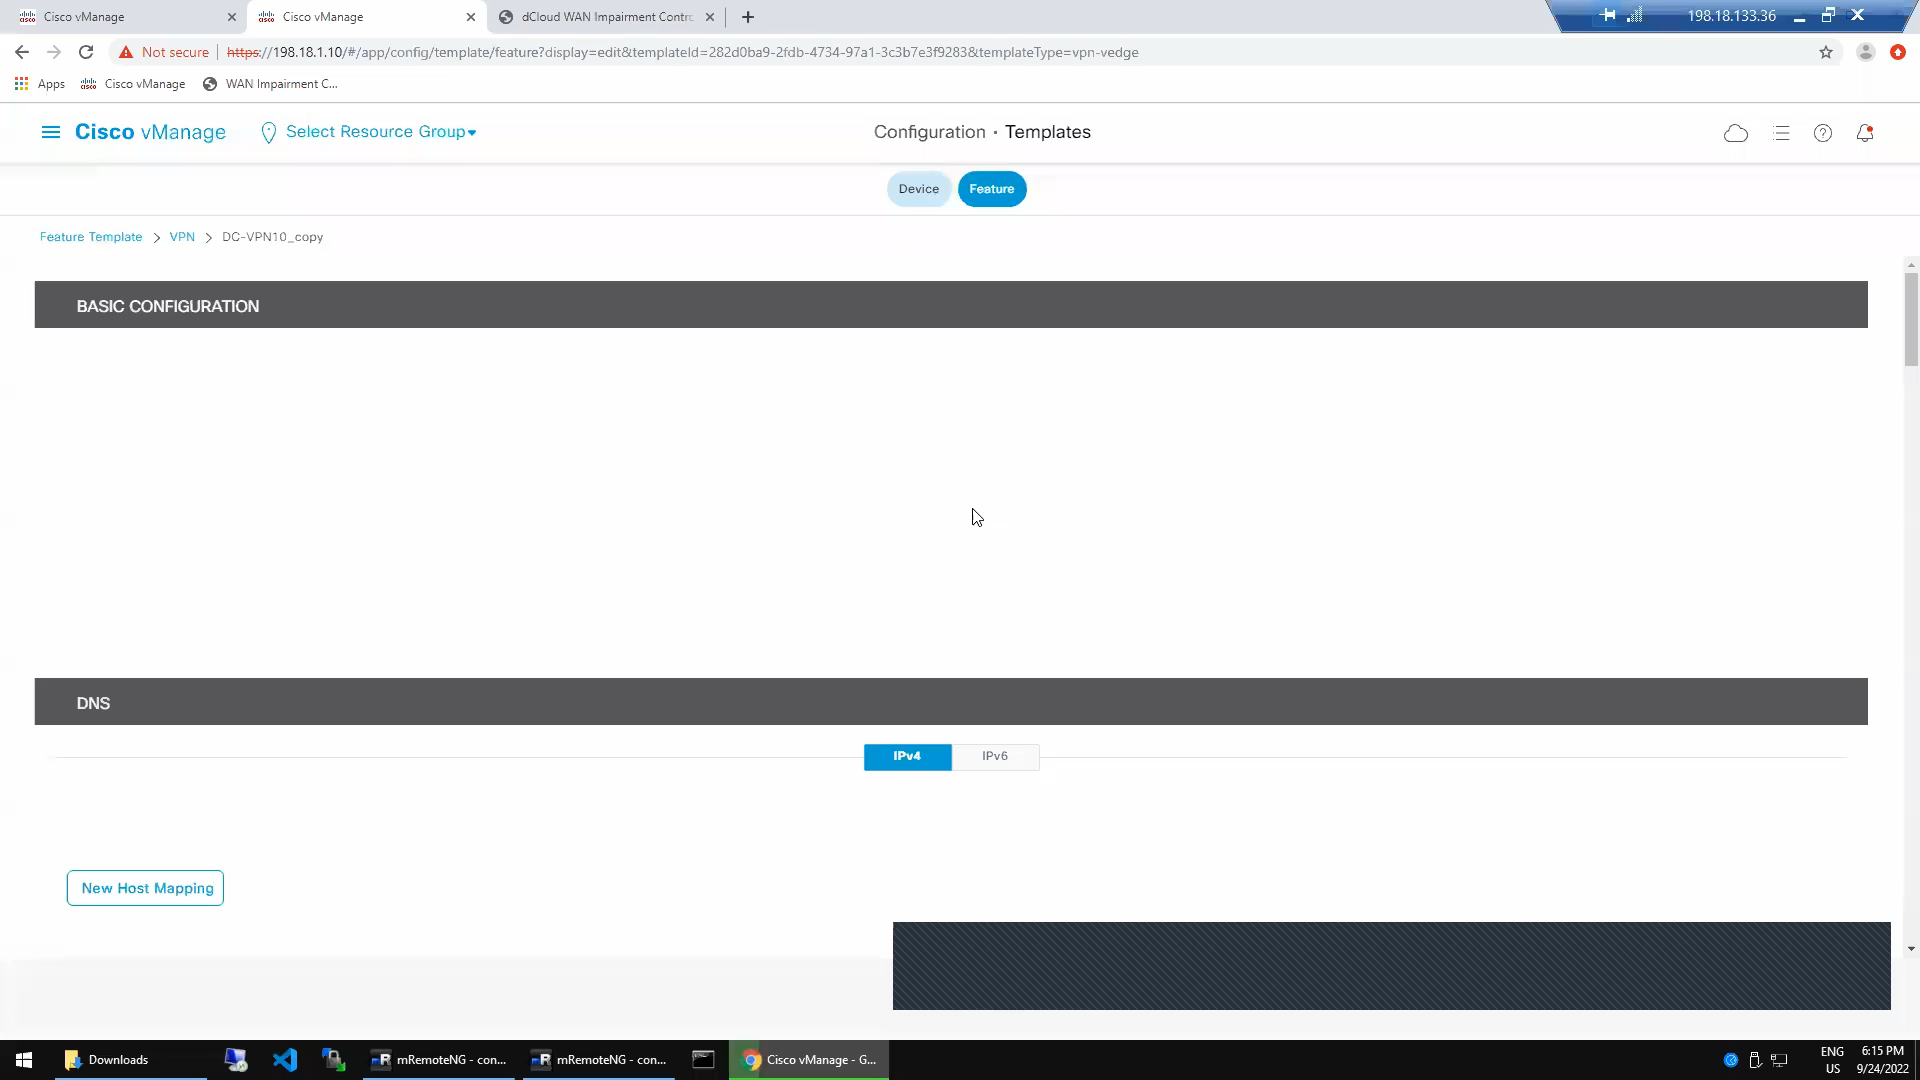 Cisco vManage
Cisco vManage
dCloud WAN Impairment Contro
198.18.133.36
Not secure
https://198.18.1.10/#/app/config/template/feature?display=edit&templateId=282d0ba9-2fdb-4734-97a1-3c3b7e3f9283&templateType=vpn-vedge
Apps
Cisco vManage
WAN Impairment C...
Cisco vManage
Select Resource Group
Configuration · Templates
Device
Feature
Feature Template > VPN > DC-VPN10_copy
BASIC CONFIGURATION
DNS
IPv4
IPv6
New Host Mapping
Downloads
mRemoteNG - con...
mRemoteNG - con...
Cisco vManage - G...
ENG
US
6:15 PM
9/24/2022